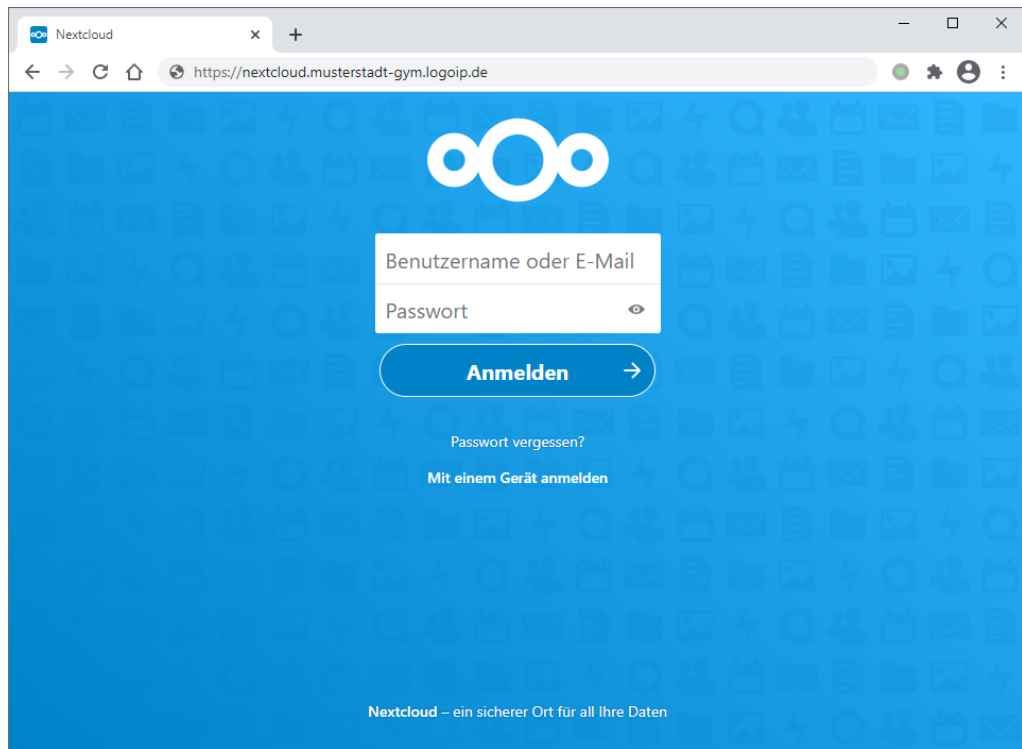 Nextcloud
https://nextcloud.musterstadt-gym.logoip.de
Benutzername oder E-Mail
Passwort
Anmelden
Passwort vergessen?
Mit einem Gerät anmelden
Nextcloud – ein sicherer Ort für all Ihre Daten